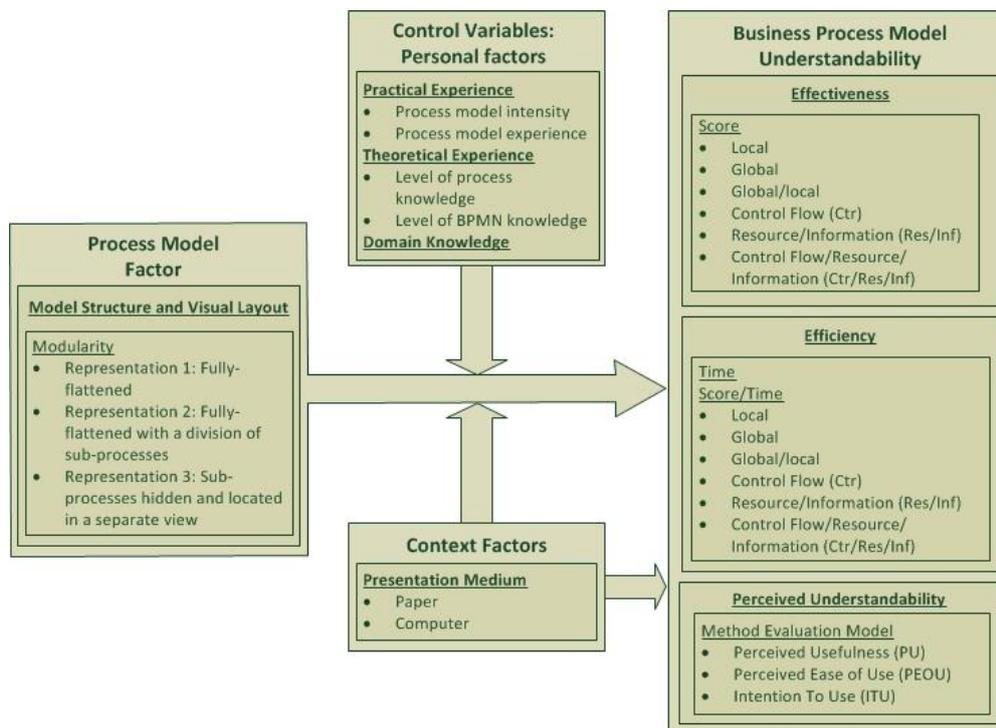 Process Model
Factor
Model Structure and Visual Layout
Modularity
• Representation 1: Fully-
flattened
• Representation 2: Fully-
flattened with a division of
sub-processes
• Representation 3: Sub-
processes hidden and located
in a separate view
Control Variables:
Personal factors
Practical Experience
• Process model intensity
• Process model experience
Theoretical Experience
• Level of process
knowledge
• Level of BPMN knowledge
Domain Knowledge
Context Factors
Presentation Medium
• Paper
• Computer
Business Process Model
Understandability
Effectiveness
Score
• Local
• Global
• Global/local
• Control Flow (Ctr)
• Resource/Information (Res/Inf)
• Control Flow/Resource/
Information (Ctr/Res/Inf)
Efficiency
Time
Score/Time
• Local
• Global
• Global/local
• Control Flow (Ctr)
• Resource/Information (Res/Inf)
• Control Flow/Resource/
Information (Ctr/Res/Inf)
Perceived Understandability
Method Evaluation Model
• Perceived Usefulness (PU)
• Perceived Ease of Use (PEOU)
• Intention To Use (ITU)